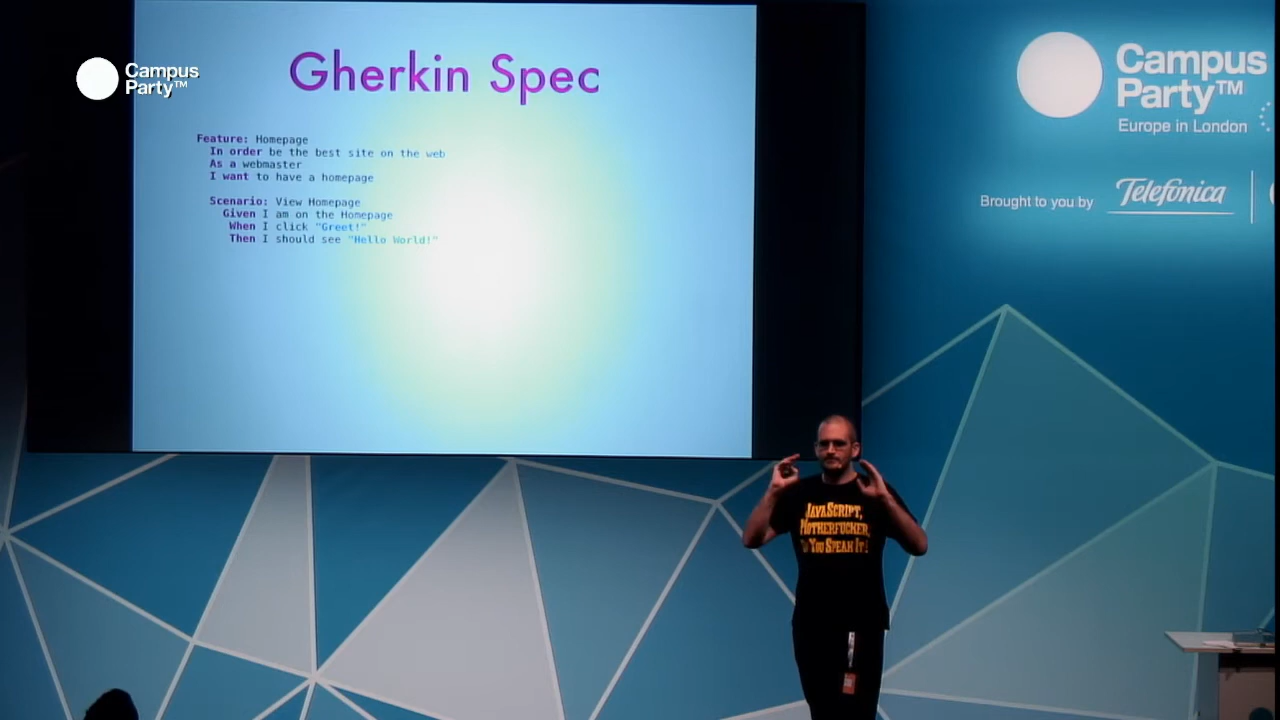 Campus
Party™
Gherkin Spec
Feature: Homepage
In order be the best site on the web
As a webmaster
I want to have a homepage
Scenario: View Homepage
Given I am on the Homepage
When I click "Greet!"
Then I should see "Hello World!"
Campus
Party™
Europe in London
Brought to you by
Telefónica
JavaScript,
Motherfucker,
You Speak It!